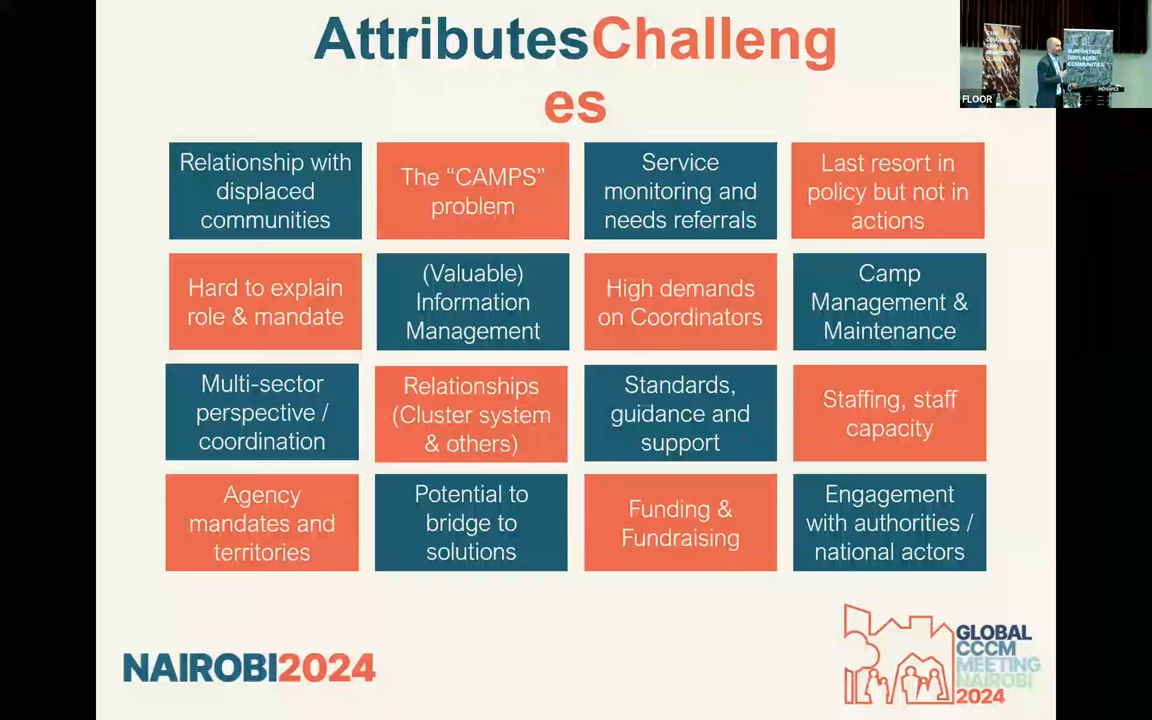 AttributesChalleng
es
FLOOR
SUPPORTING
DISPLACED
COMMUNITIES
Relationship with
displaced
communities
The “CAMPS”
problem
Service
monitoring and
needs referrals
Last resort in
policy but not in
actions
Hard to explain
role & mandate
(Valuable)
Information
Management
High demands
on Coordinators
Camp
Management &
Maintenance
Multi-sector
perspective /
coordination
Relationships
(Cluster system
& others)
Standards,
guidance and
support
Staffing, staff
capacity
Agency
mandates and
territories
Potential to
bridge to
solutions
Funding &
Fundraising
Engagement
with authorities /
national actors
NAIROBI2024
GLOBAL
CCCM
MEETING
NAIROBI
2024